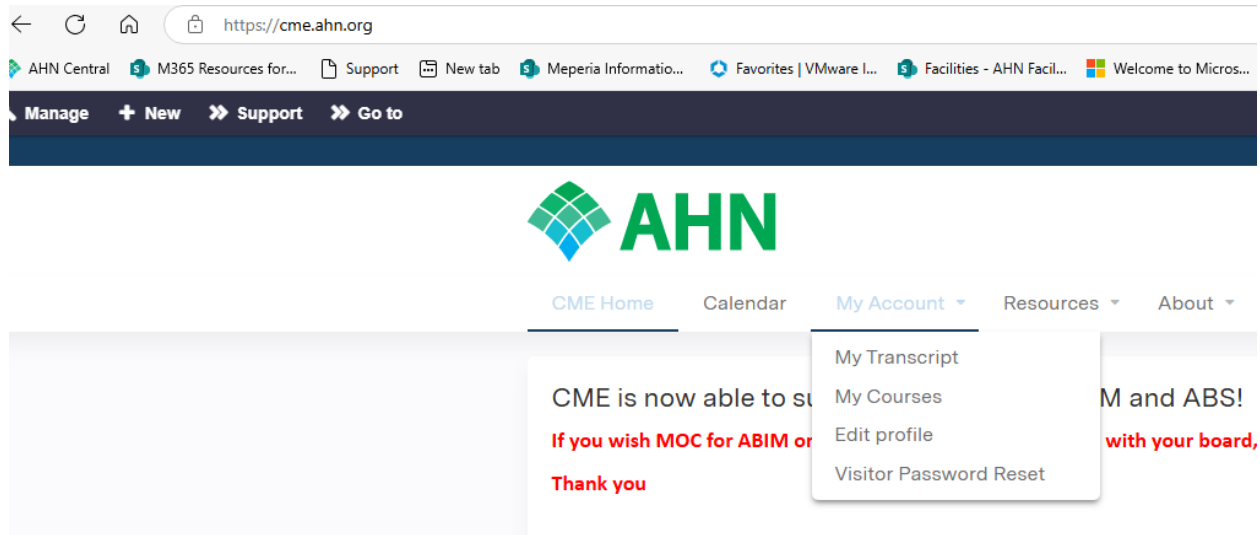 https://cme.ahn.org
AHN Central M365 Resources for... Support New tab Meperia Informatio... Favorites | VMware I... Facilities - AHN Facil... Welcome to Micros...
Manage New Support Go to
AHN
CME Home Calendar My Account Resources About
My Transcript
CME is now able to su My Courses M and ABS!
Edit profile
If you wish MOC for ABIM or with your board,
Visitor Password Reset
Thank you